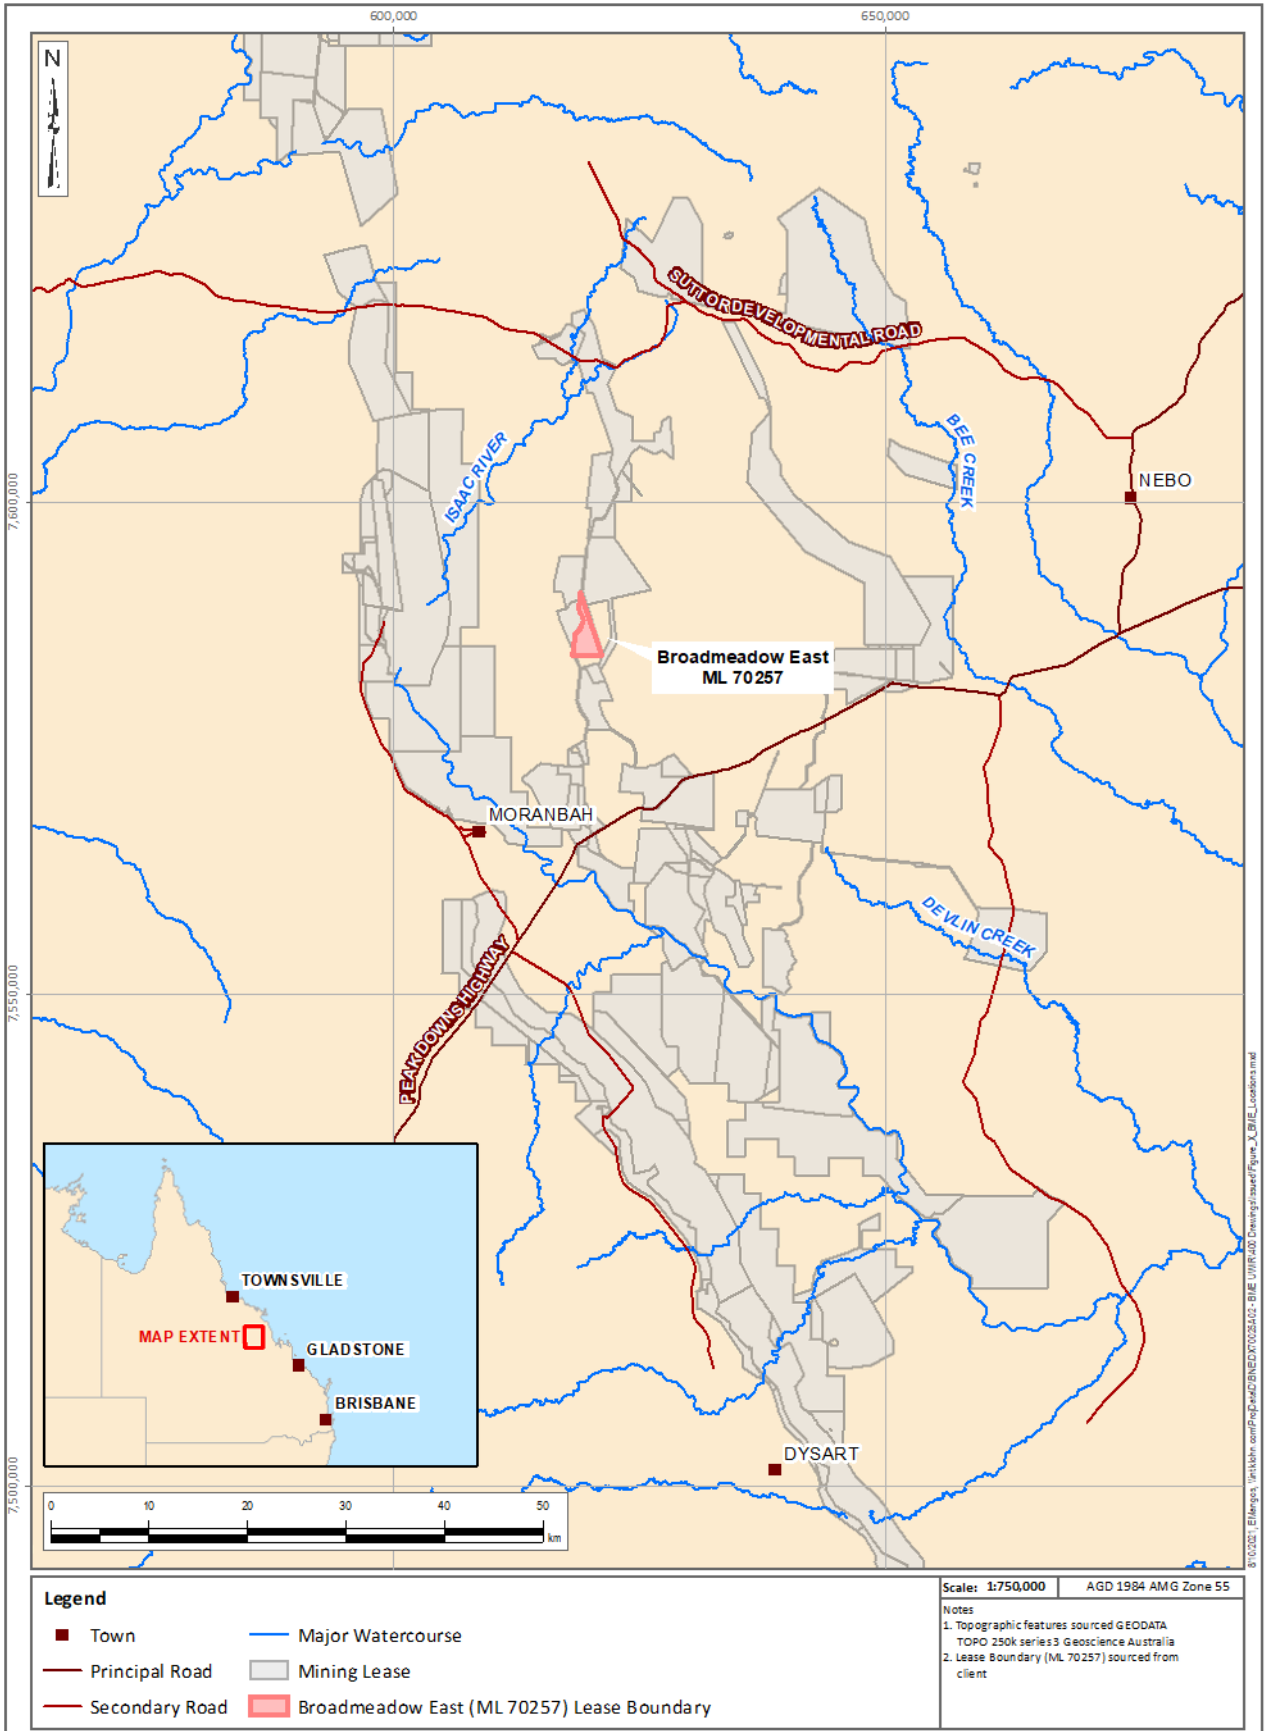 600,000
650,000
N
SUTTOR DEVELOPMENTAL ROAD
ISAAC RIVER
BEE CREEK
NEBO
7,600,000
Broadmeadow East
ML 70257
MORANBAH
DEVLIN CREEK
PEAK DOWNS HIGHWAY
7,550,000
TOWNSVILLE
MAP EXTENT
GLADSTONE
BRISBANE
DYSART
7,500,000
0 10 20 30 40 50
km
Legend
Town
Major Watercourse
Principal Road
Mining Lease
Secondary Road
Broadmeadow East (ML 70257) Lease Boundary
Scale: 1:750,000
AGD 1984 AMG Zone 55
Notes
1. Topographic features sourced GEODATA
TOPO 250k series 3 Geoscience Australia
2. Lease Boundary (ML 70257) sourced from
client